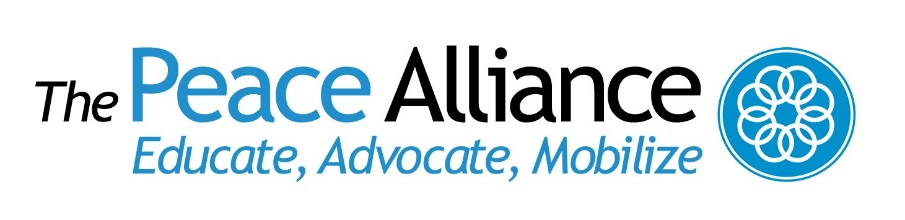 The Peace Alliance
Educate, Advocate, Mobilize